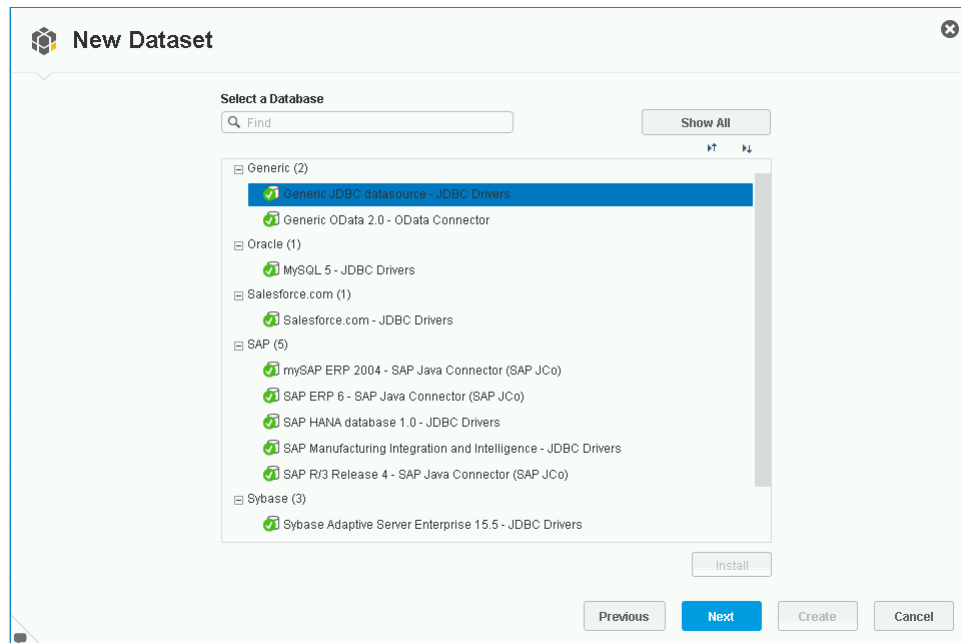 New Dataset
Select a Database
Find
Show All
Generic (2)
Generic JDBC datasource - JDBC Drivers
Generic OData 2.0 - OData Connector
Oracle (1)
MySQL 5 - JDBC Drivers
Salesforce.com (1)
Salesforce.com - JDBC Drivers
SAP (5)
mySAP ERP 2004 - SAP Java Connector (SAP JCo)
SAP ERP 6 - SAP Java Connector (SAP JCo)
SAP HANA database 1.0 - JDBC Drivers
SAP Manufacturing Integration and Intelligence - JDBC Drivers
SAP R/3 Release 4 - SAP Java Connector (SAP JCo)
Sybase (3)
Sybase Adaptive Server Enterprise 15.5 - JDBC Drivers
Install
Previous
Next
Create
Cancel